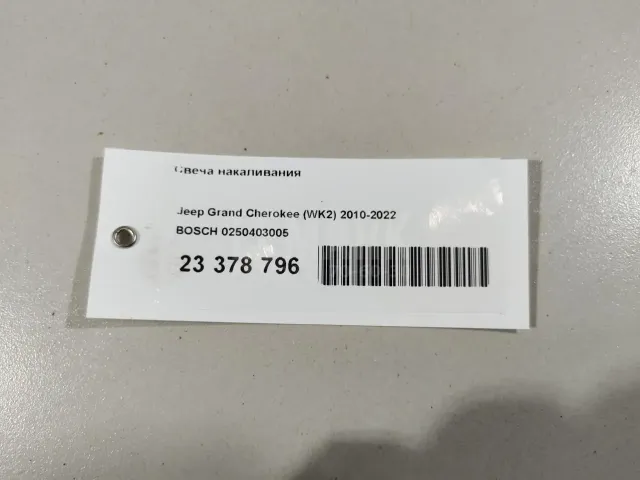 Свеча накаливания
Jeep Grand Cherokee (WK2) 2010-2022
BOSCH 0250403005
23 378 796